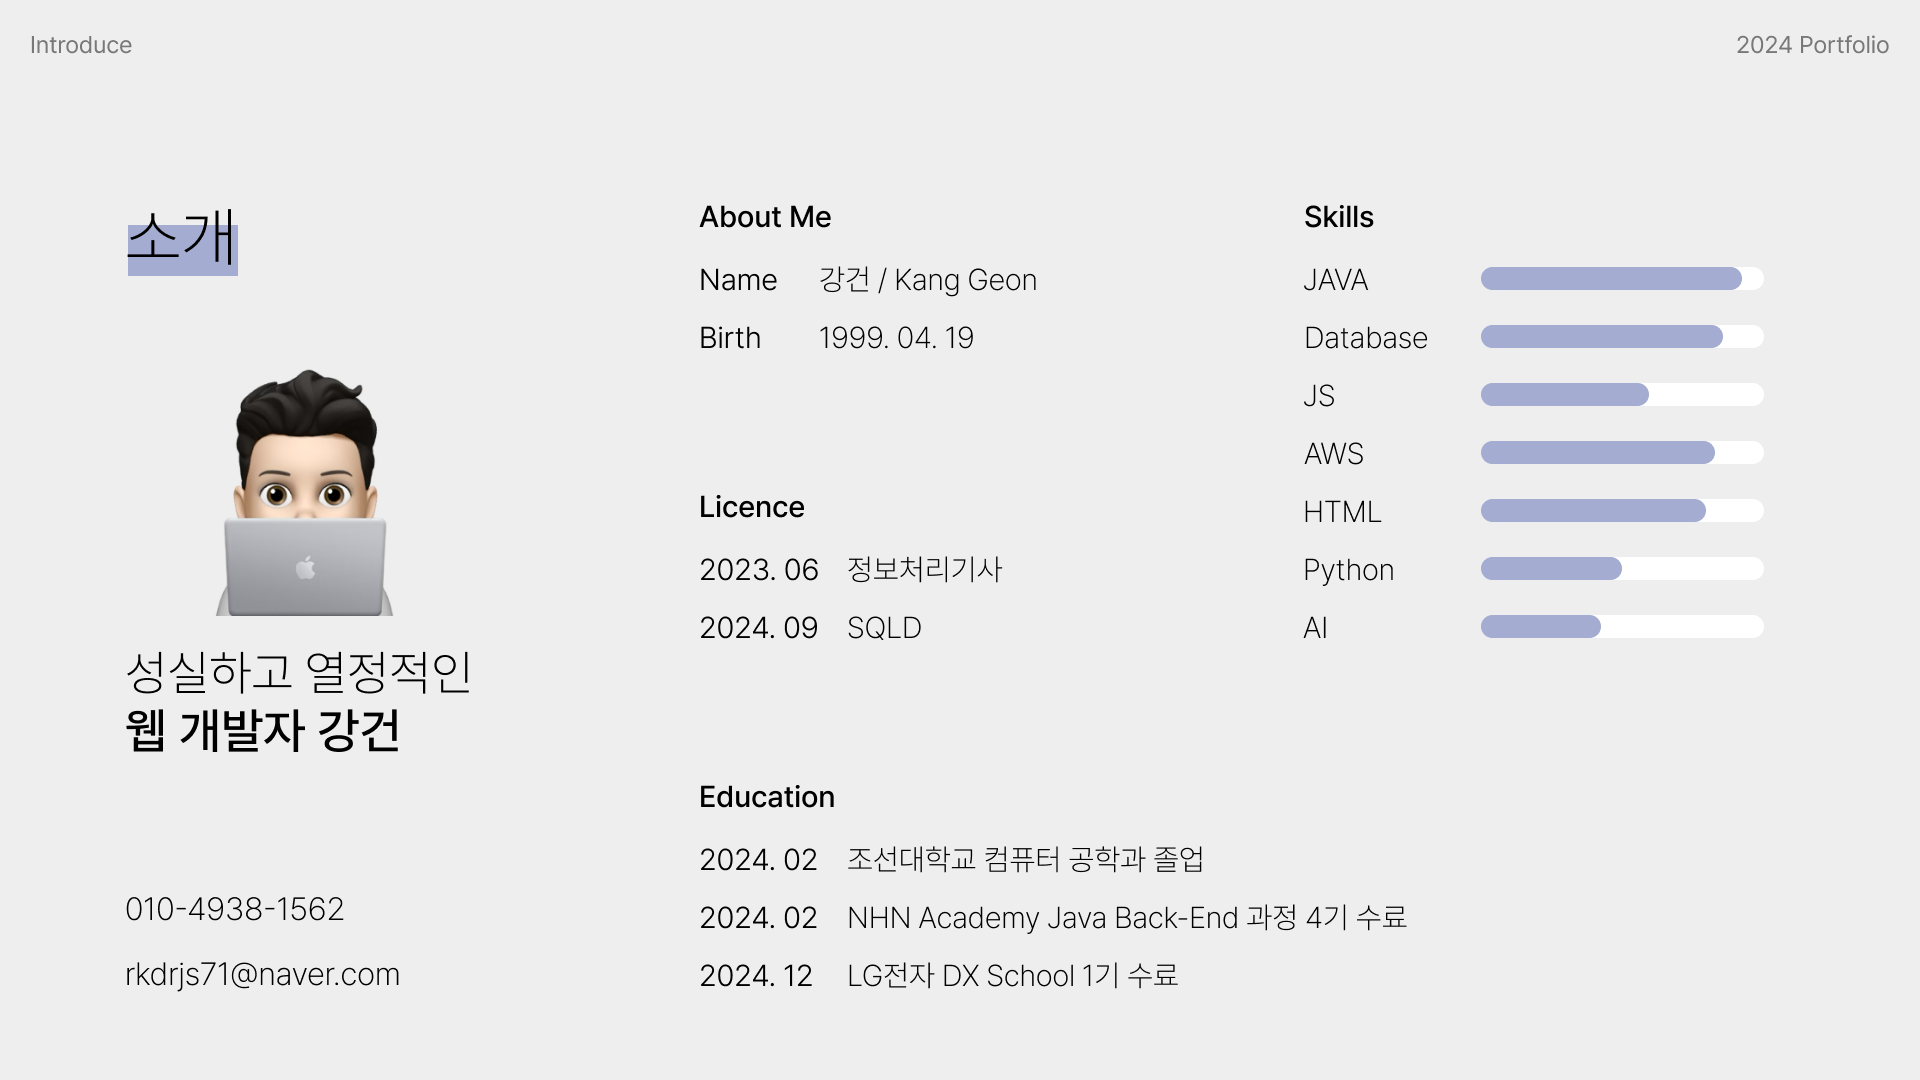 Introduce
2024 Portfolio
소개
성실하고 열정적인
웹 개발자 강건
010-4938-1562
rkdrjs71@naver.com
About Me
Name 강건 / Kang Geon
Birth 1999. 04. 19
Licence
2023. 06 정보처리기사
2024. 09 SQLD
Education
2024. 02 조선대학교 컴퓨터 공학과 졸업
2024. 02 NHN Academy Java Back-End 과정 4기 수료
2024. 12 LG전자 DX School 1기 수료
Skills
JAVA
Database
JS
AWS
HTML
Python
AI